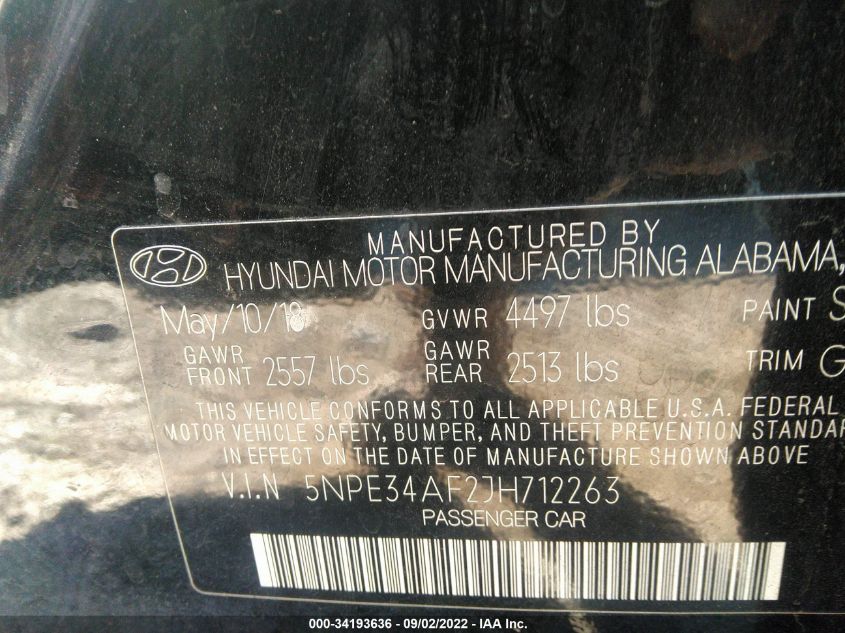 MANUFACTURED BY
HYUNDAI MOTOR MANUFACTURING ALABAMA,
May/10/18 GVWR 4497 lbs PAINT S
GAWR FRONT 2557 lbs GAWR REAR 2513 lbs TRIM G
THIS VEHICLE CONFORMS TO ALL APPLICABLE U.S.A. FEDERAL
MOTOR VEHICLE SAFETY, BUMPER, AND THEFT PREVENTION STANDAR
IN EFFECT ON THE DATE OF MANUFACTURE SHOWN ABOVE
V.I.N 5NPE34AF2JH712263
PASSENGER CAR
000-34193636 - 09/02/2022 - IAA Inc.